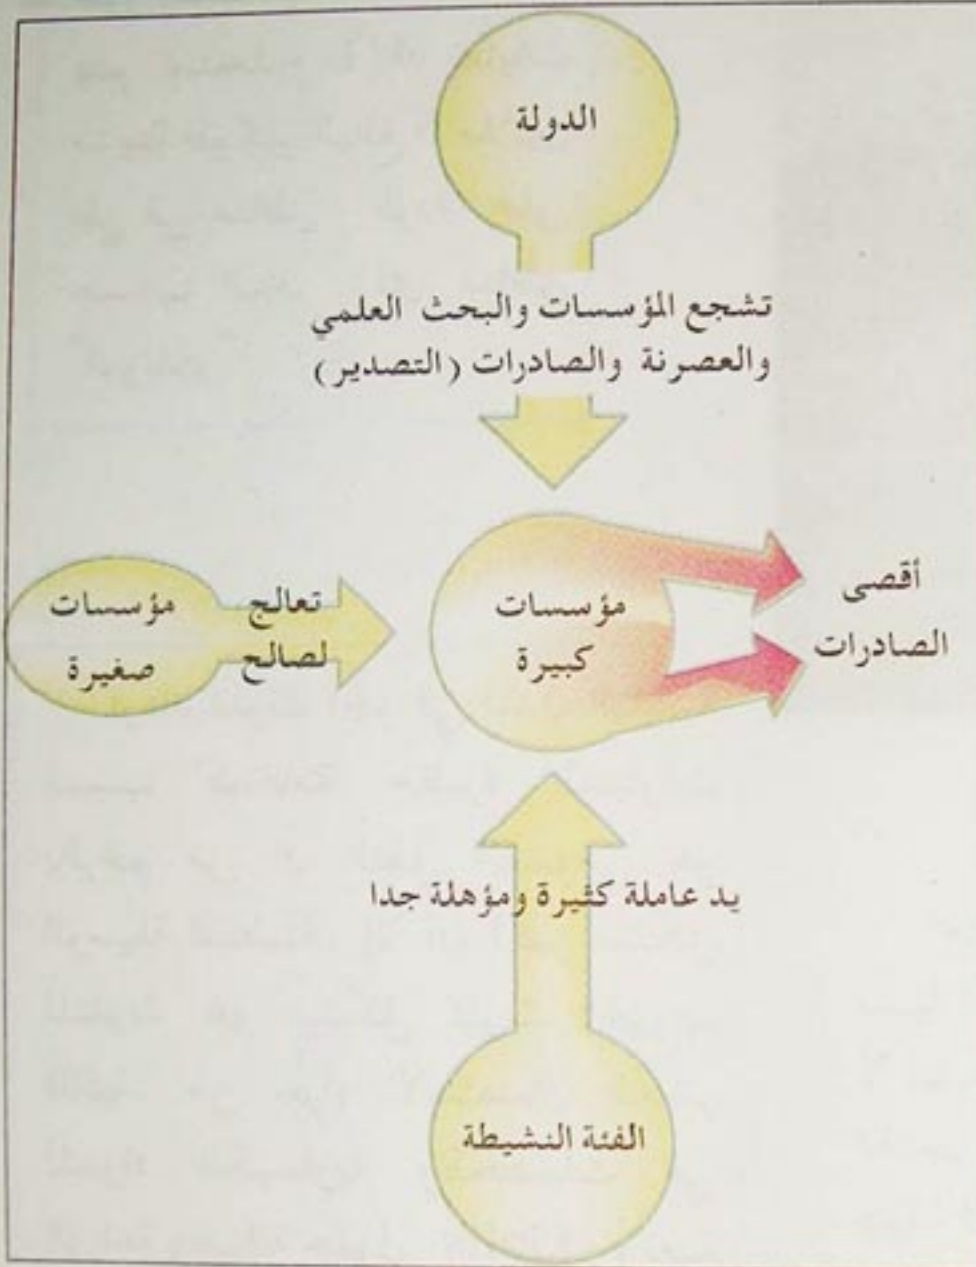 الدولة
تشجع المؤسسات والبحث العلمي
والعصرنة والصادرات (التصدير)
أقصى
الصادرات
مؤسسات
كبيرة
تعالج
لصالح
مؤسسات
صغيرة
يد عاملة كثيرة ومؤهلة جدا
الفئة النشيطة